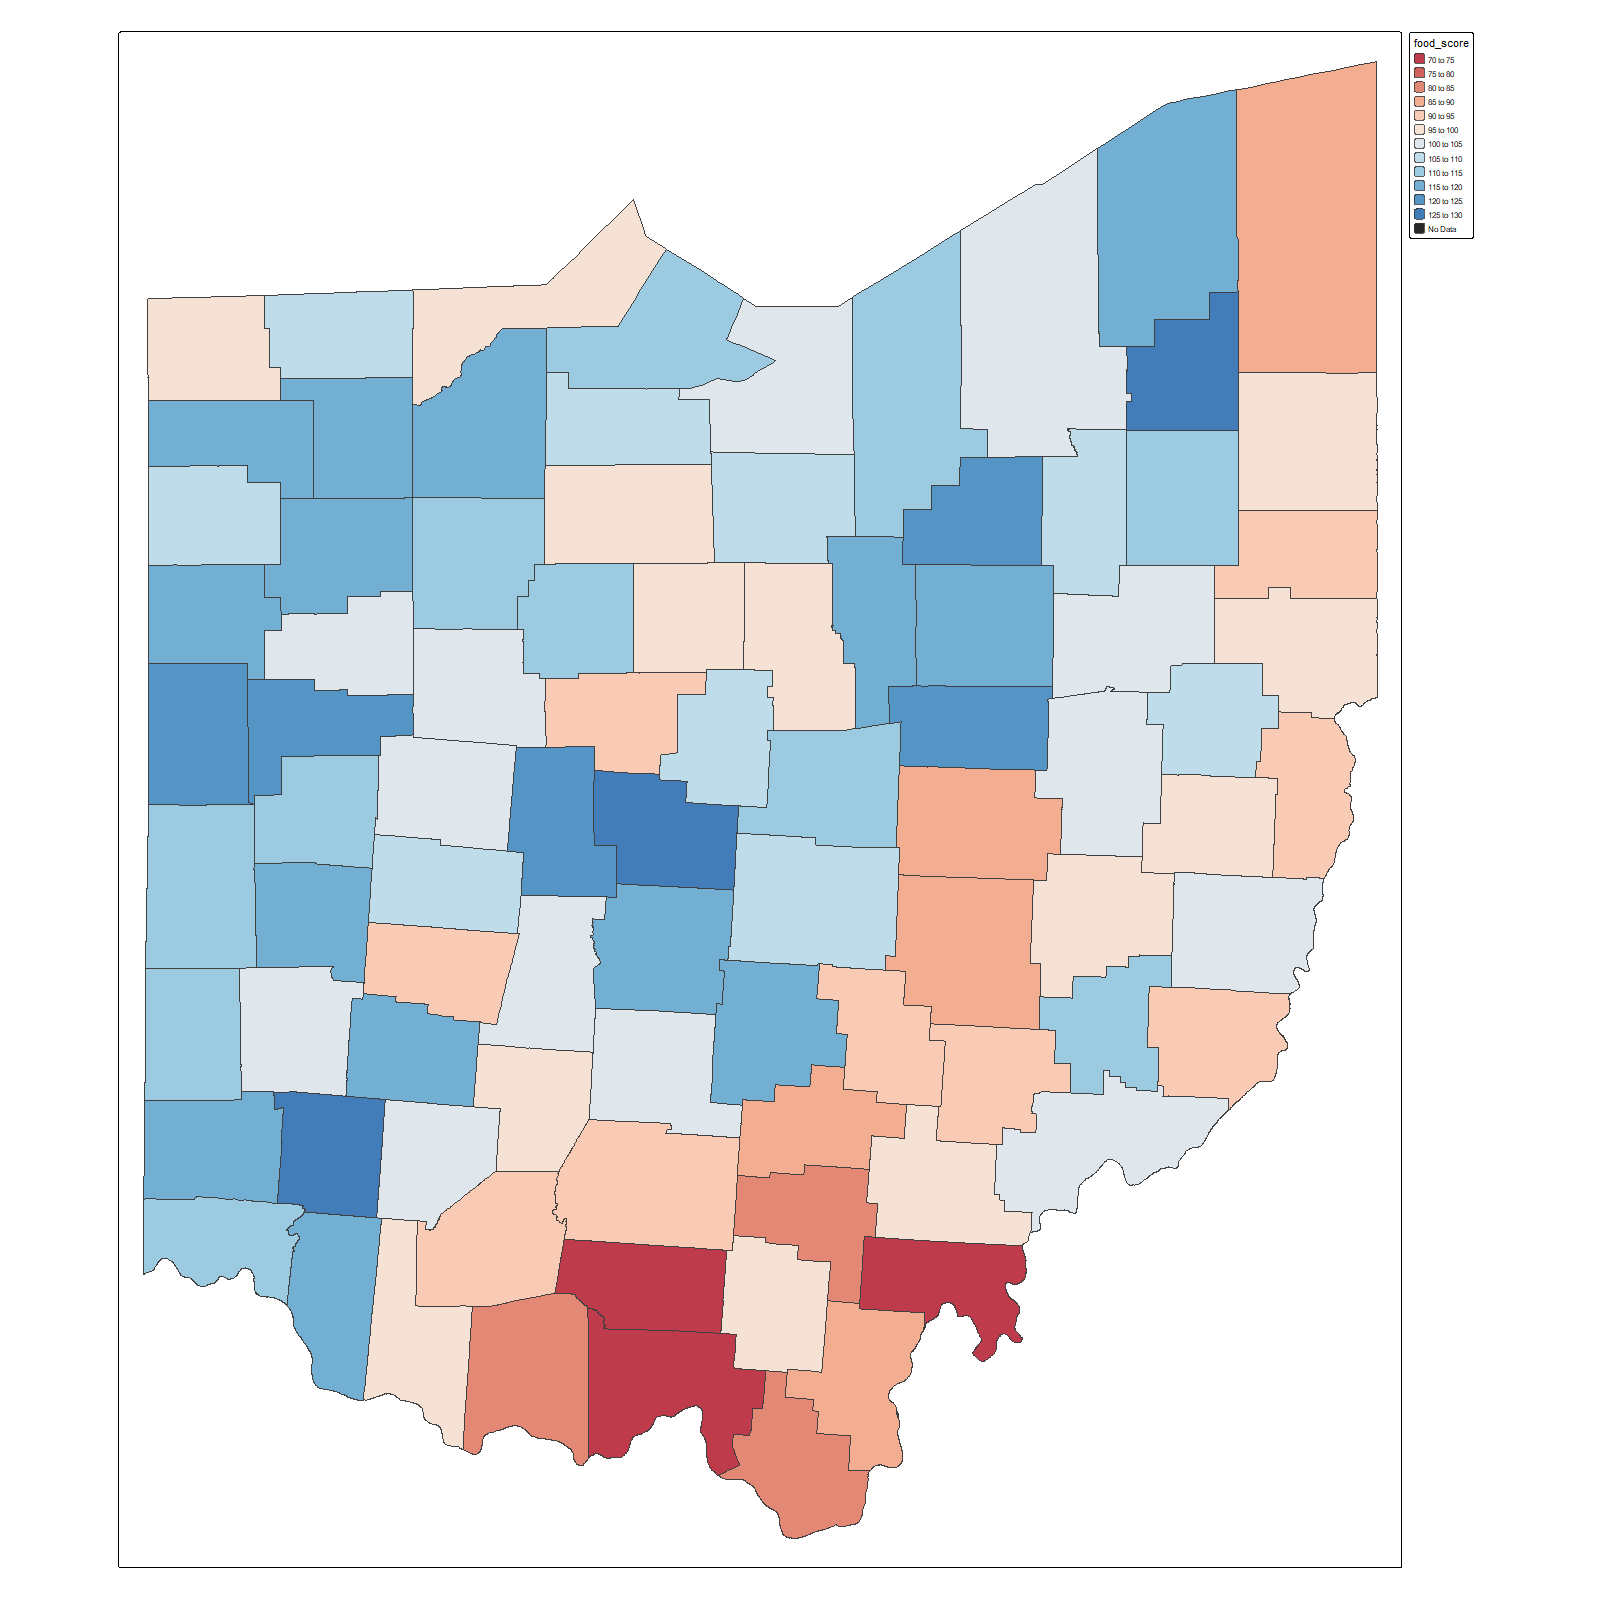 food_score
70 to 75
75 to 80
80 to 85
85 to 90
90 to 95
95 to 100
100 to 105
105 to 110
110 to 115
115 to 120
120 to 125
125 to 130
No Data